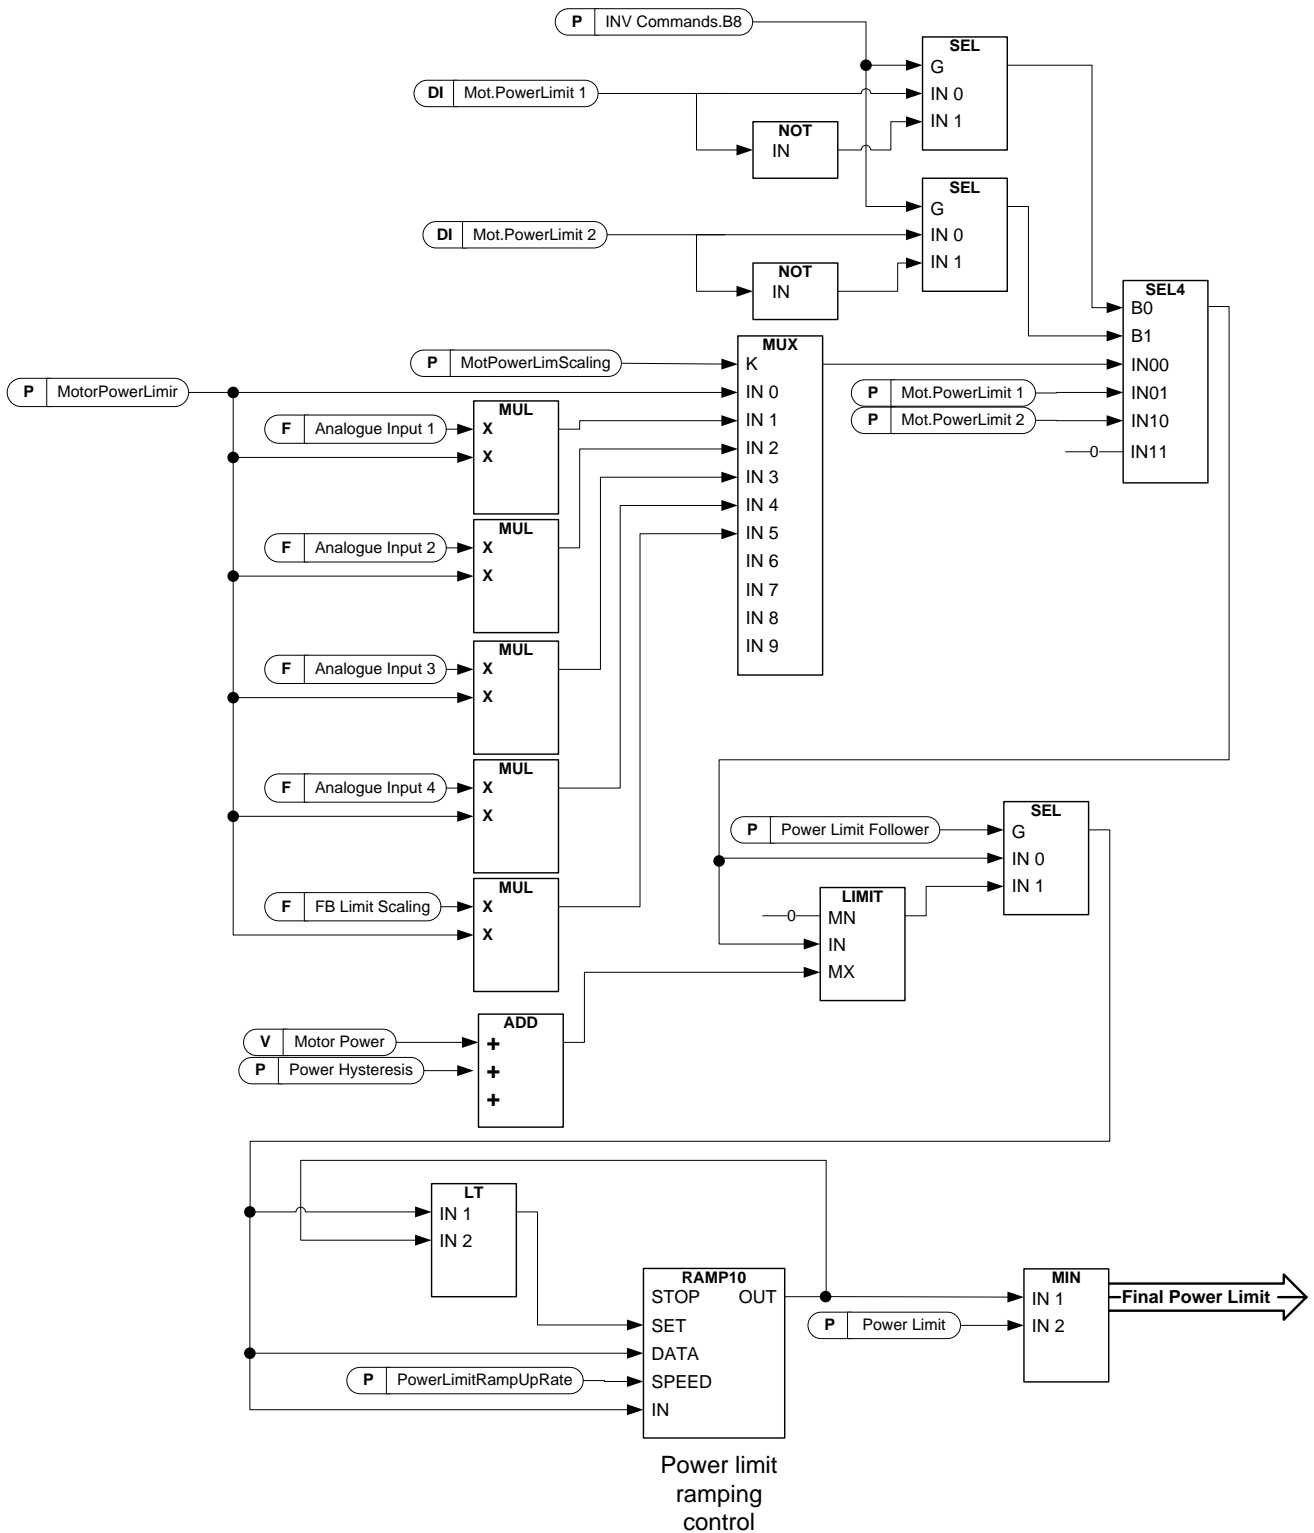 P INV Commands.B8
SEL
G
IN 0
IN 1
DI Mot.PowerLimit 1
NOT
IN
SEL
G
IN 0
IN 1
DI Mot.PowerLimit 2
NOT
IN
SEL4
B0
B1
IN00
IN01
IN10
IN11
P Mot.PowerLimit 1
P Mot.PowerLimit 2
0
P MotPowerLimScaling
MUX
K
IN 0
IN 1
IN 2
IN 3
IN 4
IN 5
IN 6
IN 7
IN 8
IN 9
P MotorPowerLimir
F Analogue Input 1
MUL
X
X
F Analogue Input 2
MUL
X
X
F Analogue Input 3
MUL
X
X
F Analogue Input 4
MUL
X
X
F FB Limit Scaling
MUL
X
X
P Power Limit Follower
SEL
G
IN 0
IN 1
LIMIT
0
MN
IN
MX
V Motor Power
P Power Hysteresis
ADD
+
+
+
LT
IN 1
IN 2
RAMP10
STOP OUT
SET
DATA
SPEED
IN
P PowerLimitRampUpRate
P Power Limit
MIN
IN 1
IN 2
Final Power Limit
Power limit
ramping
control